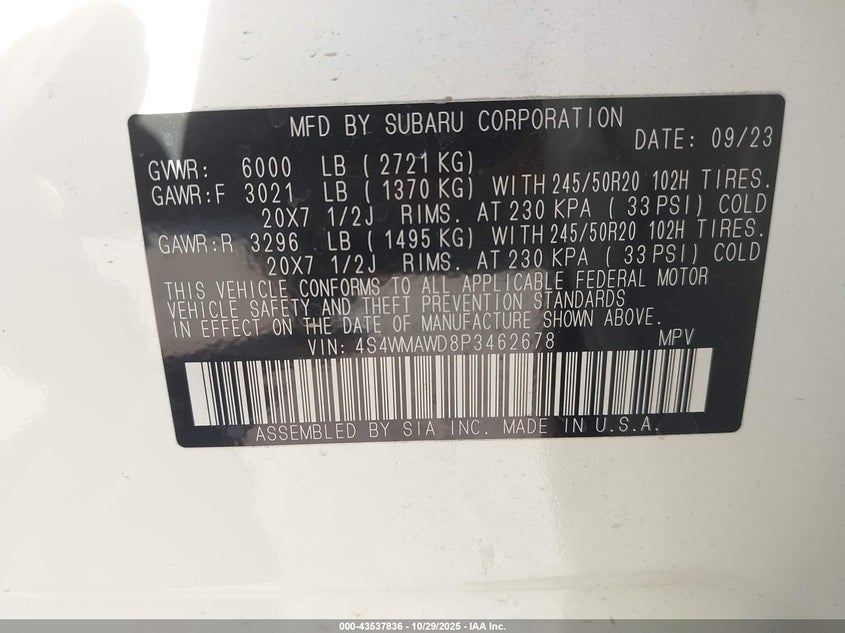 MFD BY SUBARU CORPORATION
DATE: 09/23
GVWR: 6000 LB ( 2721 KG)
GAWR:F 3021 LB ( 1370 KG) WITH 245/50R20 102H TIRES.
20X7 1/2J RIMS. AT 230 KPA ( 33 PSI) COLD
GAWR:R 3296 LB ( 1495 KG) WITH 245/50R20 102H TIRES.
20X7 1/2J RIMS. AT 230 KPA ( 33 PSI) COLD
THIS VEHICLE CONFORMS TO ALL APPLICABLE FEDERAL MOTOR
VEHICLE SAFETY AND THEFT PREVENTION STANDARDS
IN EFFECT ON THE DATE OF MANUFACTURE SHOWN ABOVE.
VIN: 4S4WMAWD8P3462678 MPV
ASSEMBLED BY SIA INC. MADE IN U.S.A.
000-43537836 - 10/29/2025 - IAA Inc.